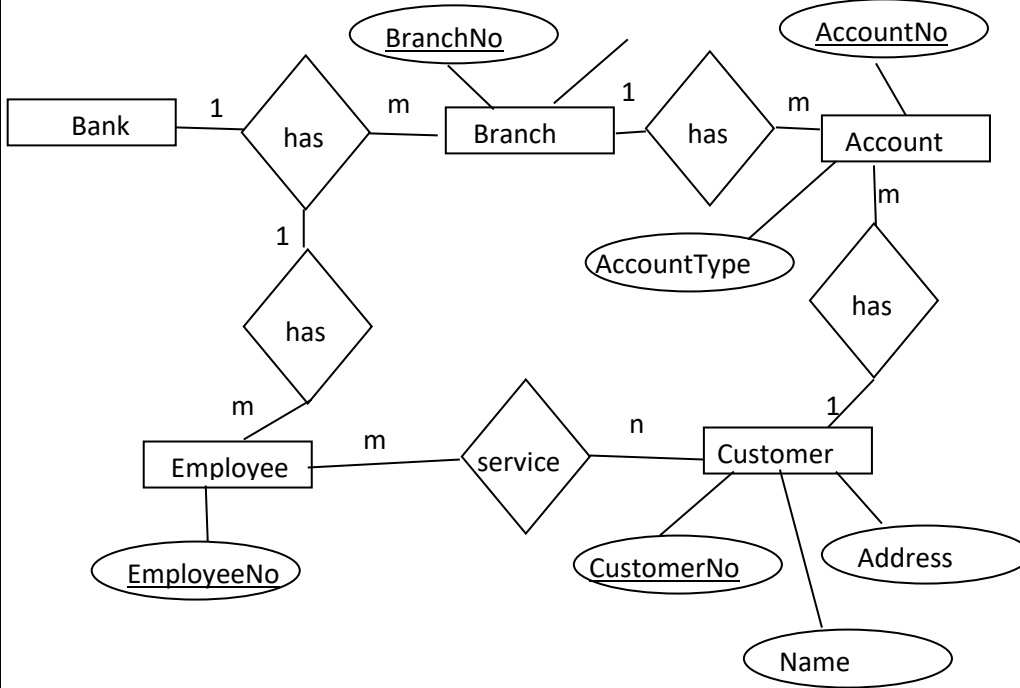 BranchNo
AccountNo
Bank
1
has
m
Branch
1
has
m
Account
1
AccountType
m
has
has
m
Employee
m
service
n
1
Customer
EmployeeNo
CustomerNo
Address
Name